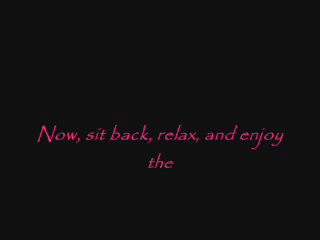 Now, sit back, relax, and enjoy
the